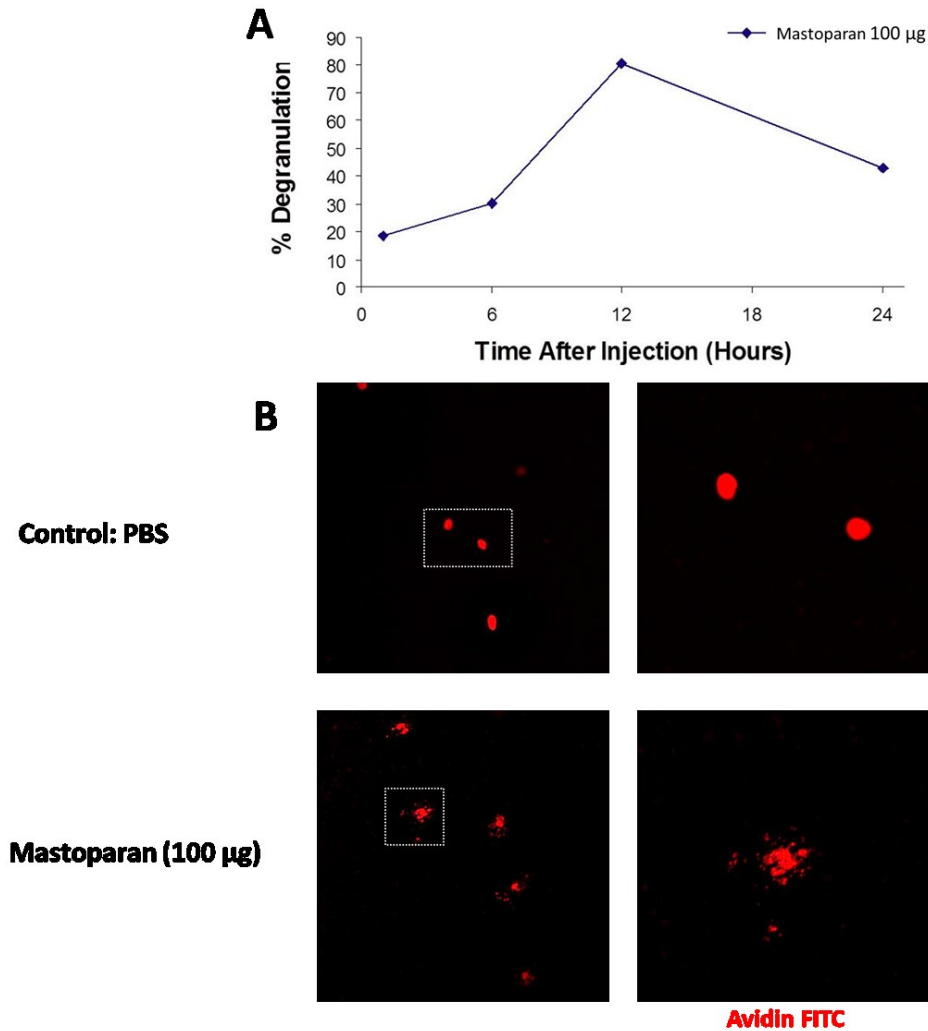 A
Mastoparan 100 µg
90
80
70
60
50
40
30
20
10
0
% Degranulation
0 6 12 18 24
Time After Injection (Hours)
B
Control: PBS
Mastoparan (100 µg)
Avidin FITC